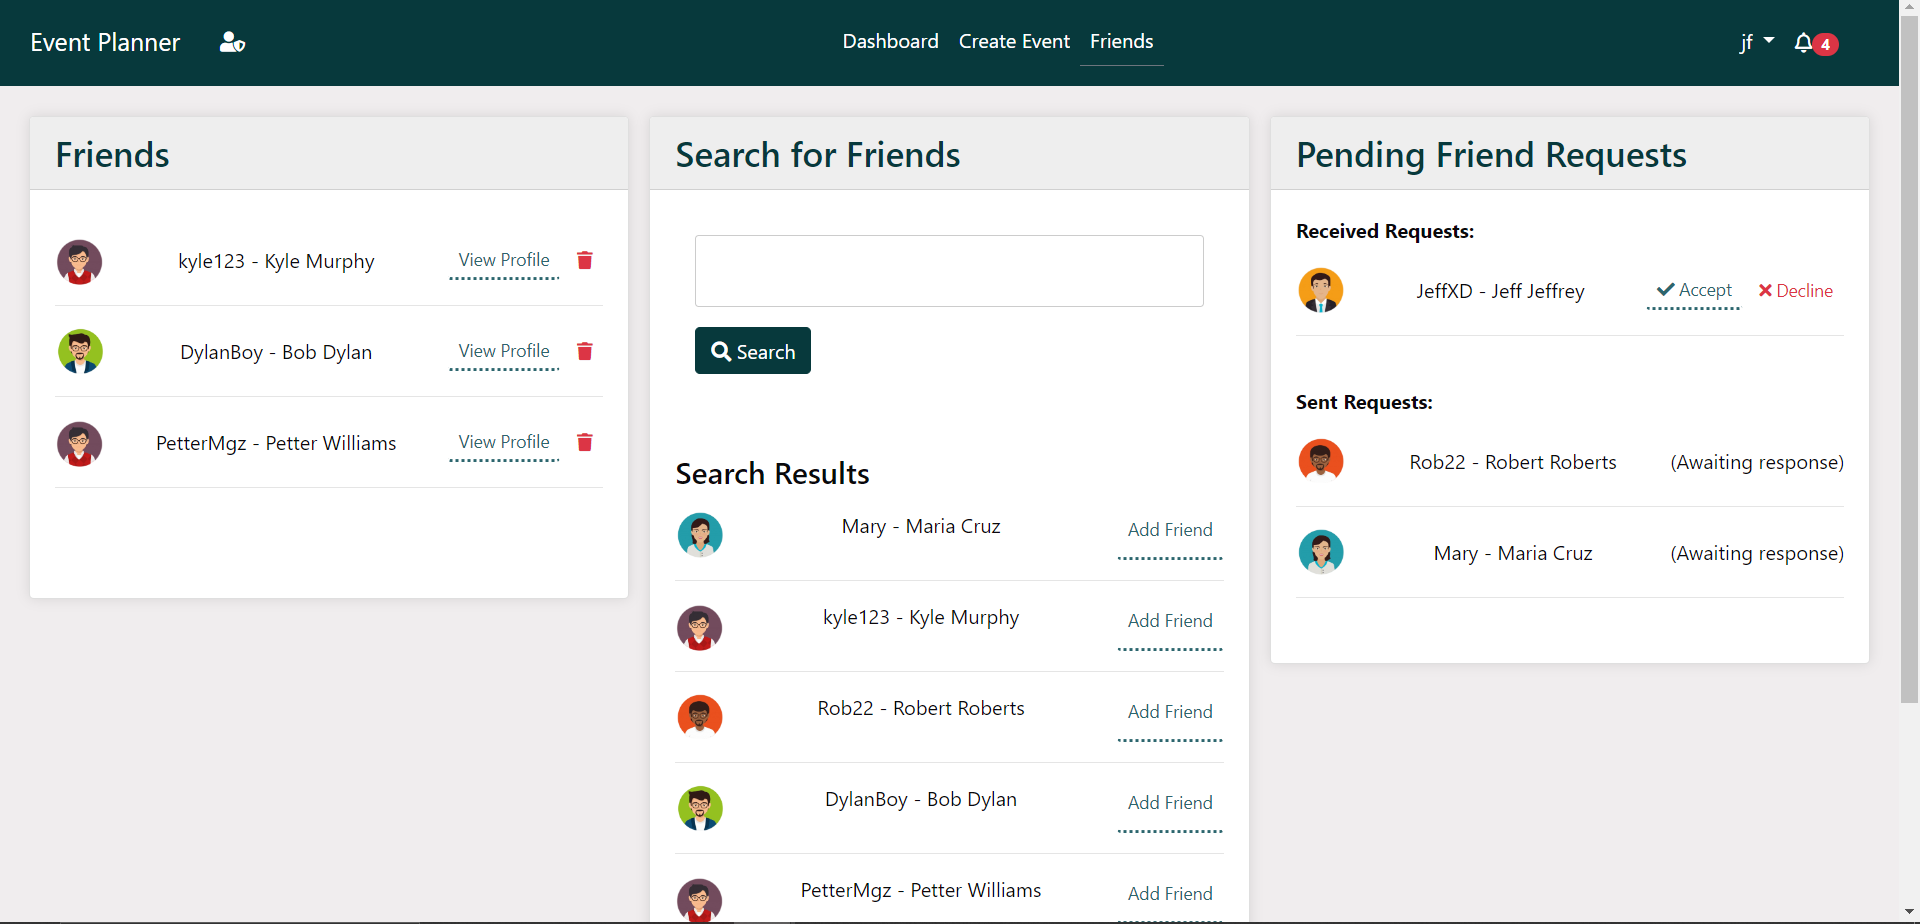 Event Planner
Dashboard Create Event Friends
jf
4
Friends
kyle123 - Kyle Murphy View Profile
DylanBoy - Bob Dylan View Profile
PetterMgz - Petter Williams View Profile
Search for Friends
Search
Search Results
Mary - Maria Cruz Add Friend
kyle123 - Kyle Murphy Add Friend
Rob22 - Robert Roberts Add Friend
DylanBoy - Bob Dylan Add Friend
PetterMgz - Petter Williams Add Friend
Pending Friend Requests
Received Requests:
JeffXD - Jeff Jeffrey Accept Decline
Sent Requests:
Rob22 - Robert Roberts (Awaiting response)
Mary - Maria Cruz (Awaiting response)